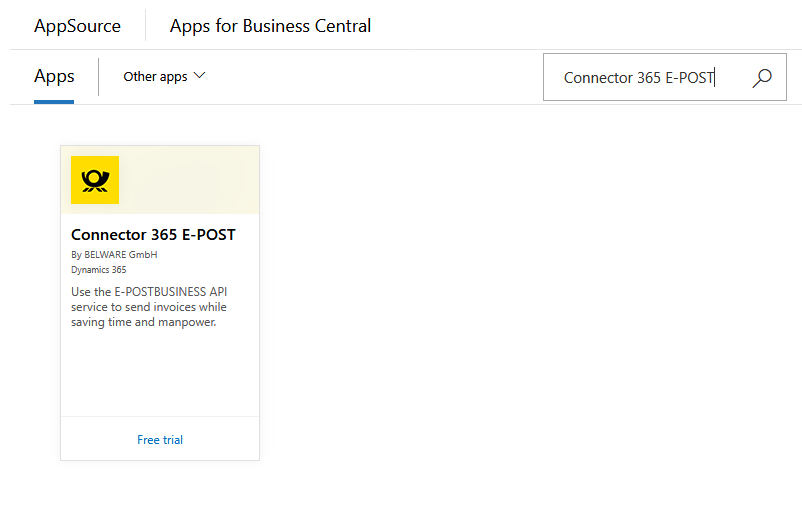 AppSource
Apps for Business Central
Apps
Other apps
Connector 365 E-POST
Connector 365 E-POST
By BELWARE GmbH
Dynamics 365
Use the E-POSTBUSINESS API
service to send invoices while
saving time and manpower.
Free trial